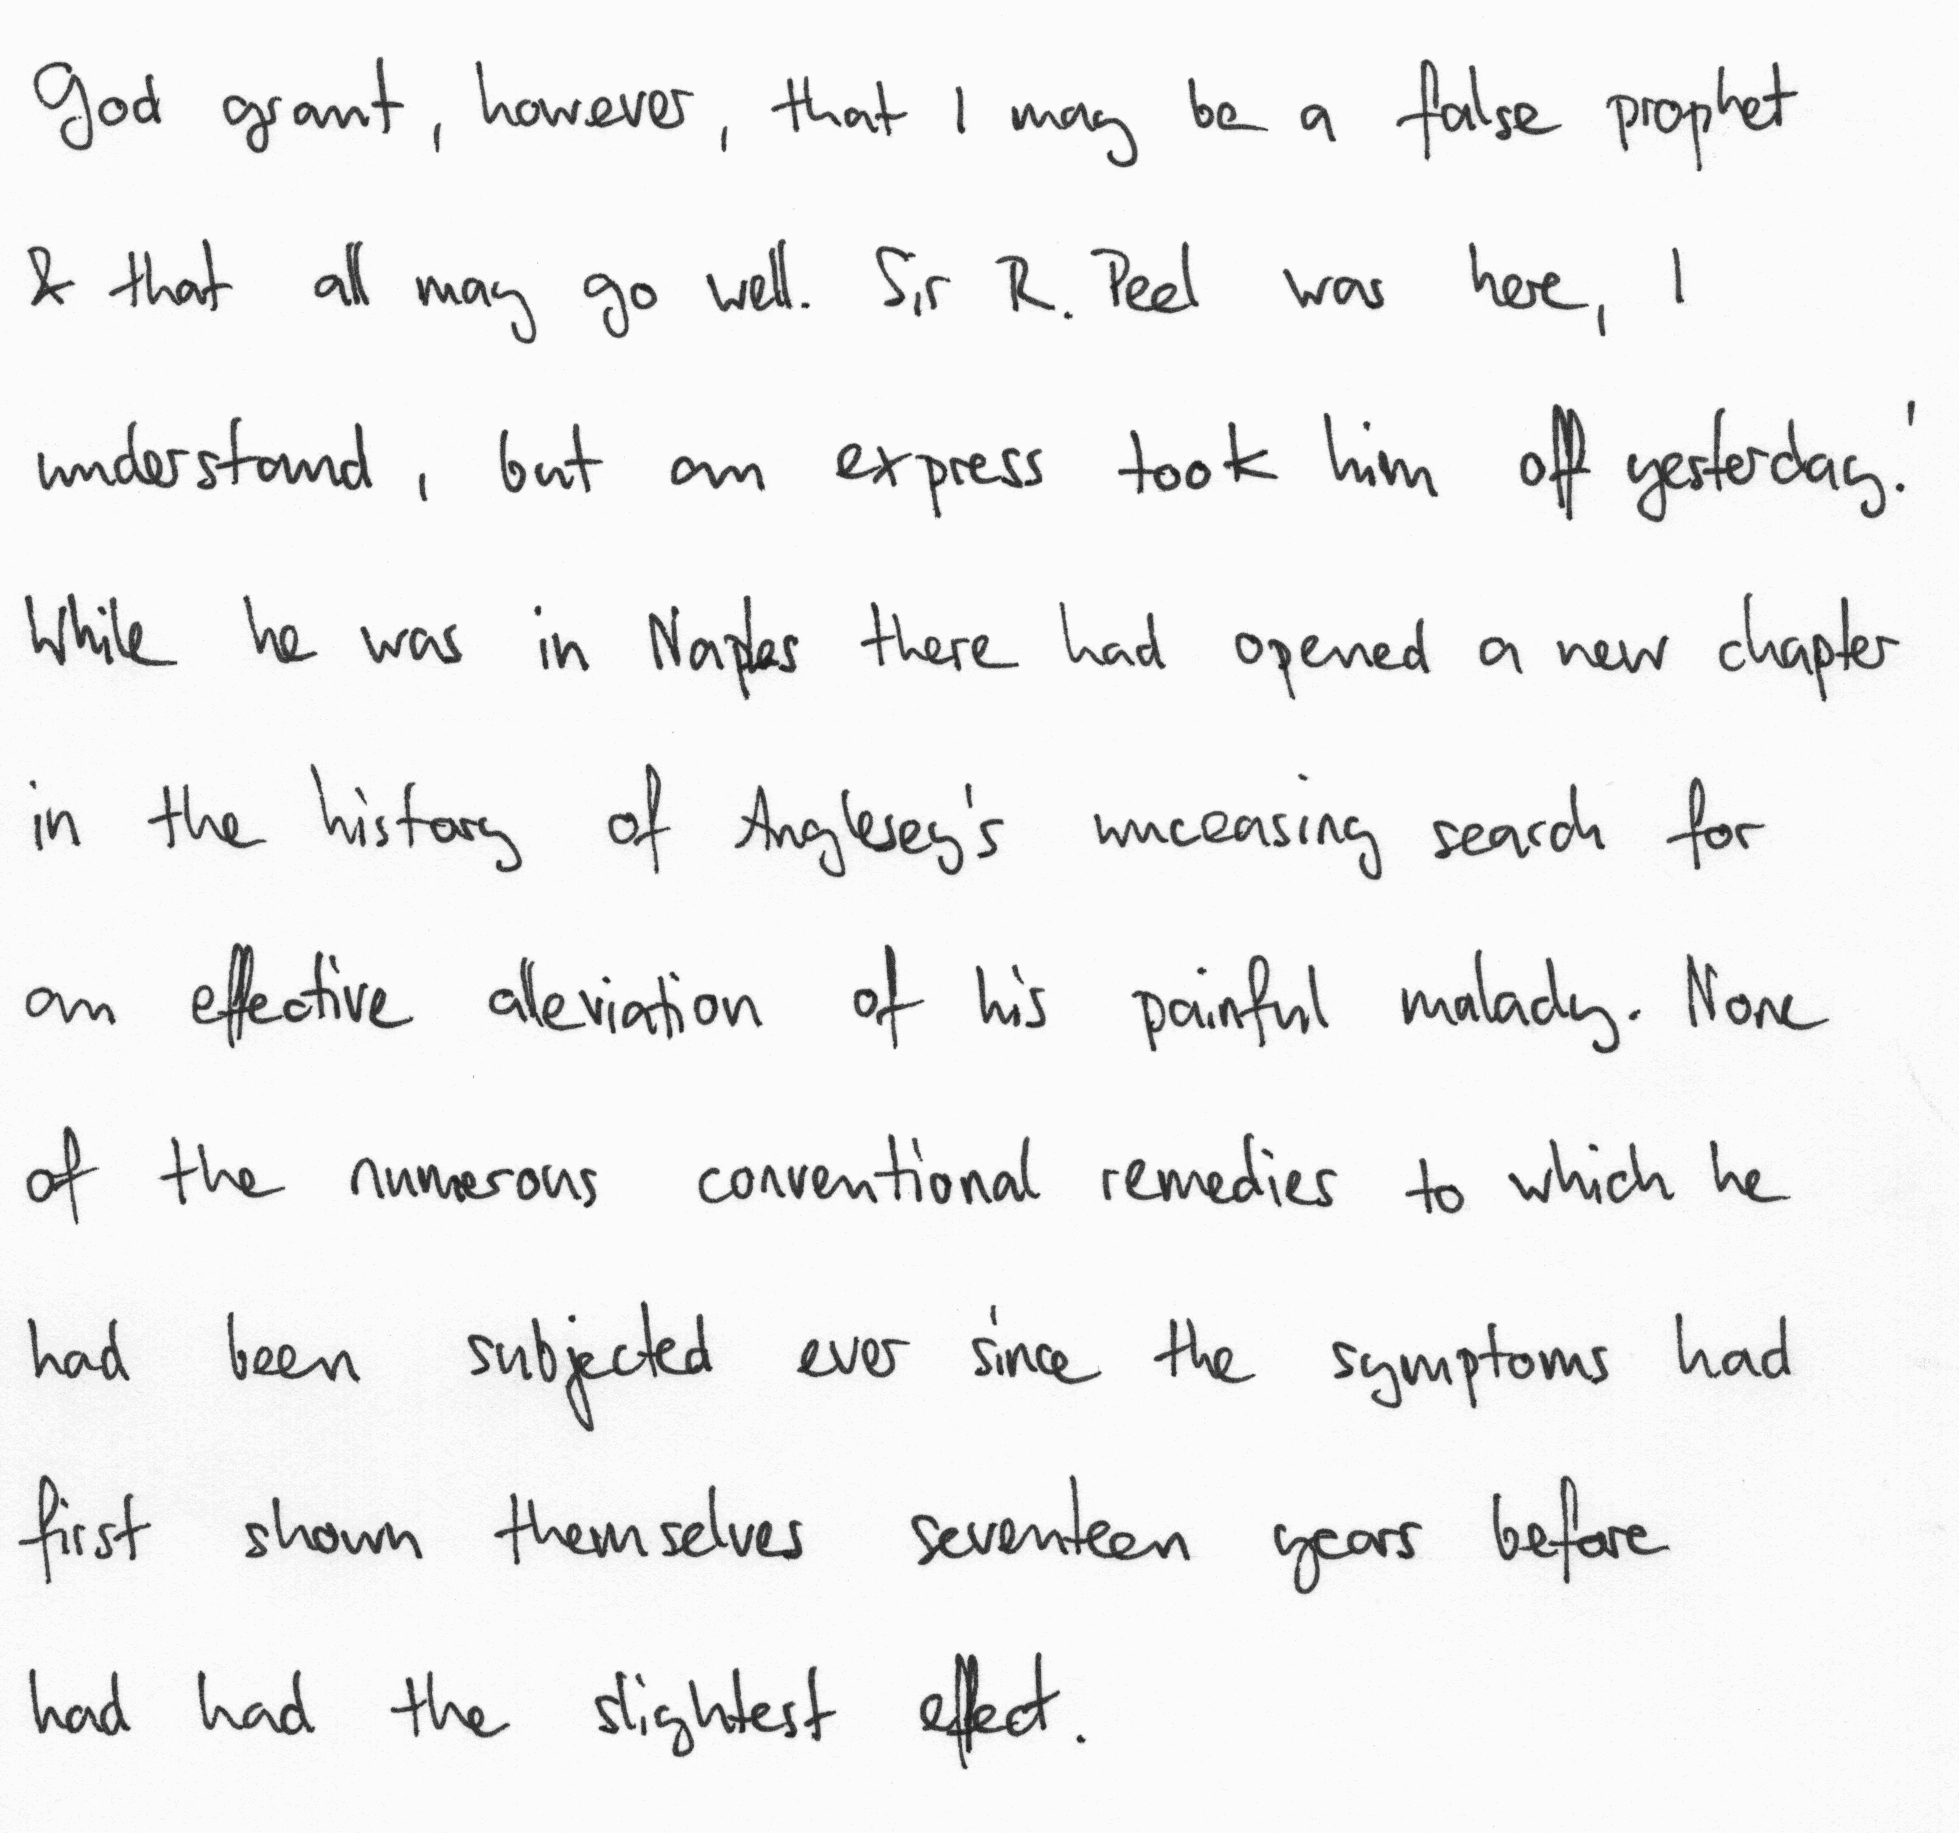 God grant, however, that I may be a false prophet
& that all may go well. Sir R. Peel was here, I
understand, but an express took him off yesterday.'
While he was in Naples there had opened a new chapter
in the history of Anglesey's unceasing search for
an effective alleviation of his painful malady. None
of the numerous conventional remedies to which he
had been subjected ever since the symptoms had
first shown themselves seventeen years before
had had the slightest effect.